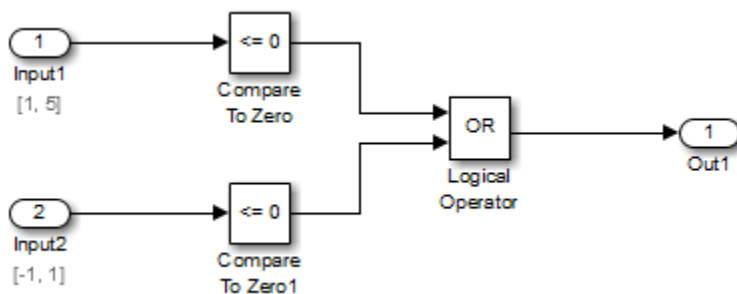 1
Input1
[1, 5]
<= 0
Compare
To Zero
OR
Logical
Operator
1
Out1
2
Input2
[-1, 1]
<= 0
Compare
To Zero1